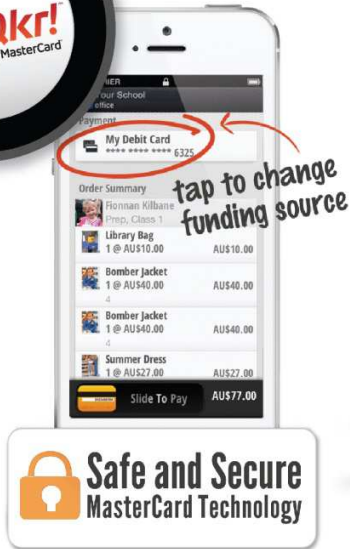 Qkr!
MasterCard
Your School
office
Payment
My Debit Card
**** **** **** 6325
tap to change
funding source
Order Summary
Fionnan Kilbane
Prep, Class 1
Library Bag
1 @ AU$10.00 AU$10.00
Bomber Jacket
1 @ AU$40.00 AU$40.00
4
Bomber Jacket
1 @ AU$40.00 AU$40.00
4
Summer Dress
1 @ AU$27.00 AU$27.00
Slide To Pay AU$77.00
Safe and Secure
MasterCard Technology